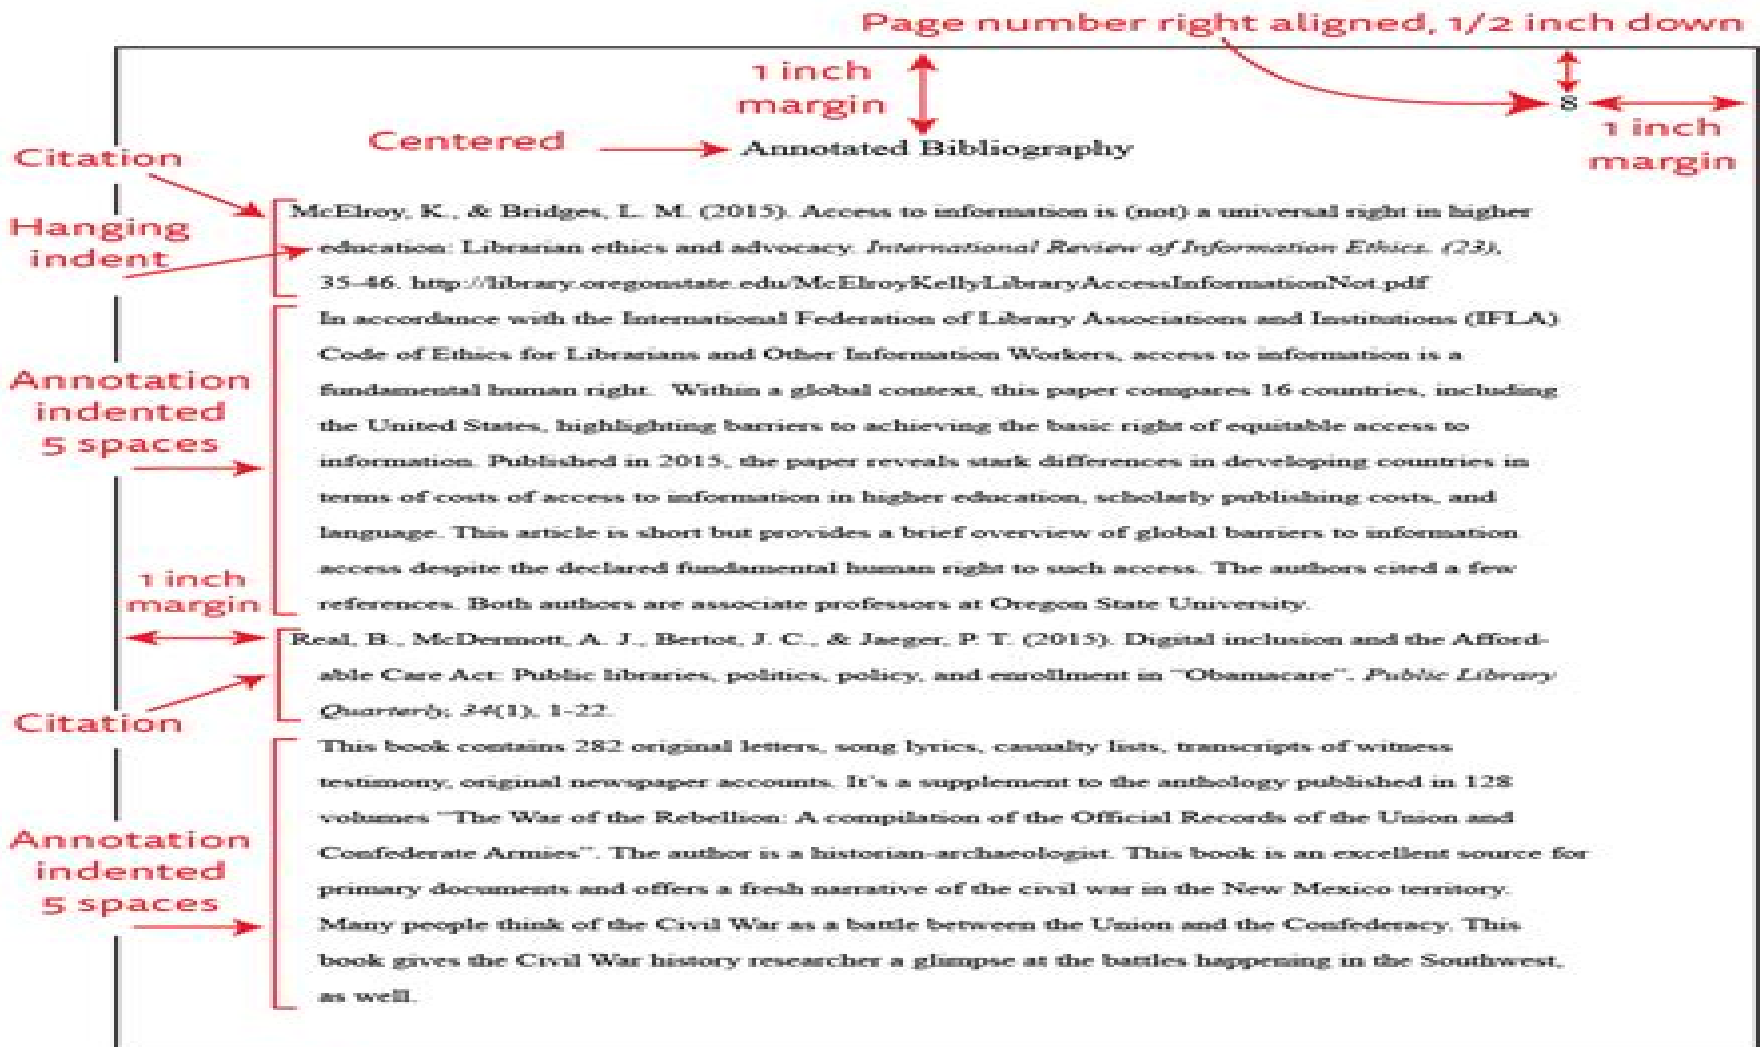 Page number right aligned, 1/2 inch down
1 inch
margin
8
1 inch
margin
Centered
Annotated Bibliography
Citation
Hanging
indent
McElroy, K., & Bridges, L. M. (2015). Access to information is (not) a universal right in higher
education: Librarian ethics and advocacy. International Review of Information Ethics. (23),
35-46. http://library.oregonstate.edu/McElroyKellyLibraryAccessInformationNot.pdf
Annotation
indented
5 spaces
In accordance with the International Federation of Library Associations and Institutions (IFLA)
Code of Ethics for Librarians and Other Information Workers, access to information is a
fundamental human right.  Within a global context, this paper compares 16 countries, including
the United States, highlighting barriers to achieving the basic right of equitable access to
information. Published in 2015, the paper reveals stark differences in developing countries in
terms of costs of access to information in higher education, scholarly publishing costs, and
language. This article is short but provides a brief overview of global barriers to information
access despite the declared fundamental human right to such access. The authors cited a few
references. Both authors are associate professors at Oregon State University.
1 inch
margin
Citation
Real, B., McDermott, A. J., Bertot, J. C., & Jaeger, P. T. (2015). Digital inclusion and the Afford-
able Care Act: Public libraries, politics, policy, and enrollment in "Obamacare". Public Library
Quarterly, 34(1), 1-22.
Annotation
indented
5 spaces
This book contains 282 original letters, song lyrics, casualty lists, transcripts of witness
testimony, original newspaper accounts. It's a supplement to the anthology published in 128
volumes "The War of the Rebellion: A compilation of the Official Records of the Union and
Confederate Armies". The author is a historian-archaeologist. This book is an excellent source for
primary documents and offers a fresh narrative of the civil war in the New Mexico territory.
Many people think of the Civil War as a battle between the Union and the Confederacy. This
book gives the Civil War history researcher a glimpse at the battles happening in the Southwest,
as well.